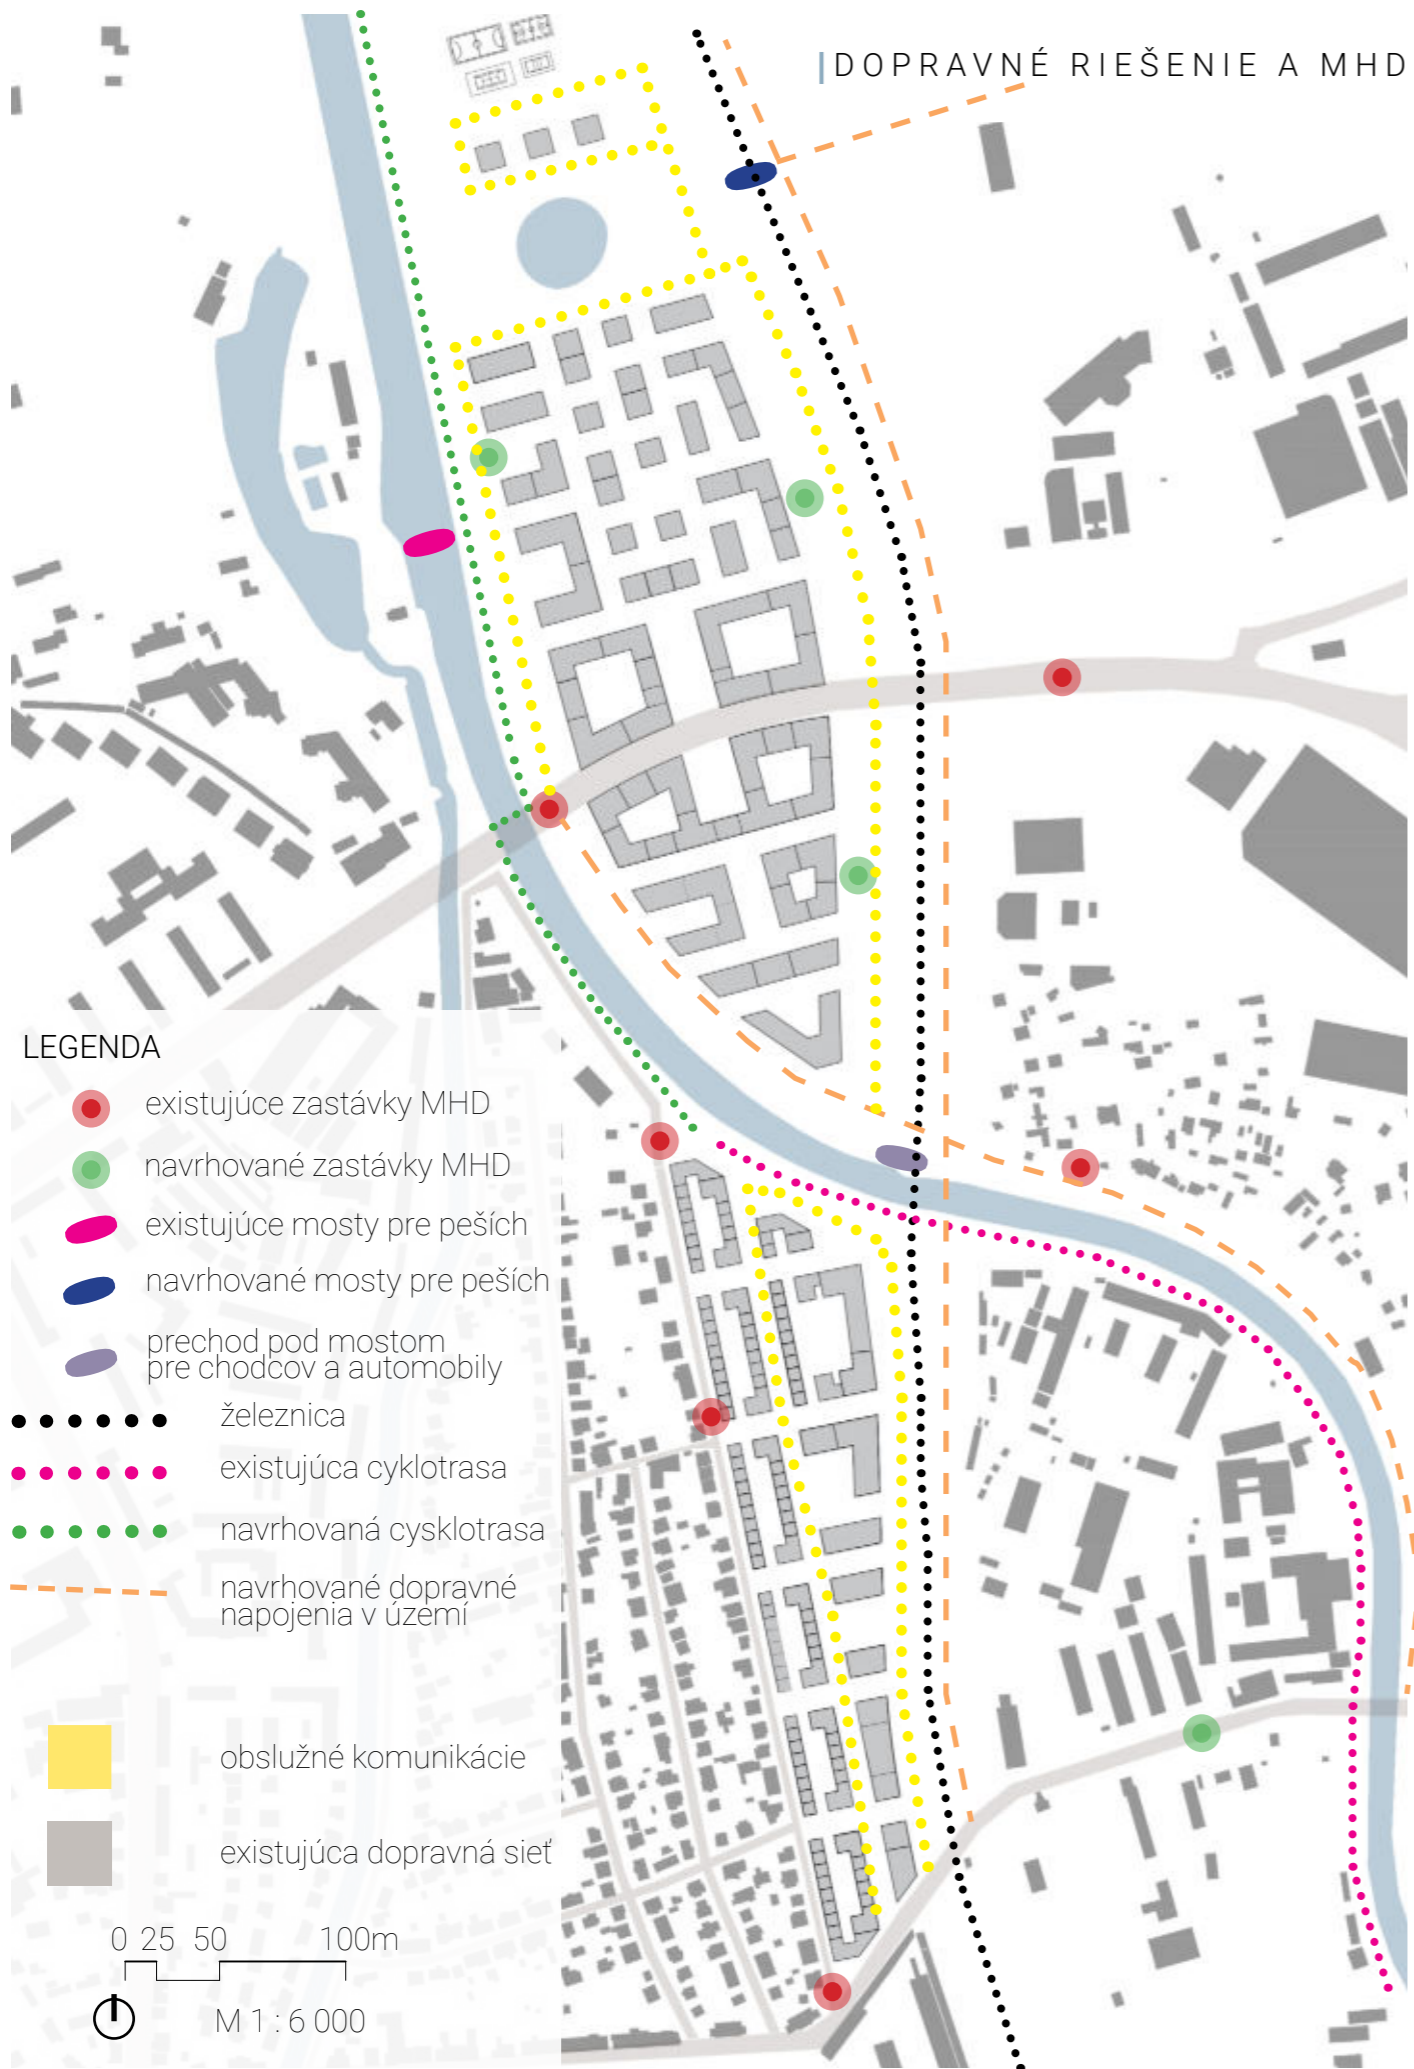 DOPRAVNÉ RIEŠENIE A MHD
LEGENDA
existujúce zastávky MHD
navrhované zastávky MHD
existujúce mosty pre peších
navrhované mosty pre peších
prechod pod mostom
pre chodcov a automobily
železnica
existujúca cyklotrasa
navrhovaná cysklotrasa
navrhované dopravné
napojenia v území
obslužné komunikácie
existujúca dopravná sieť
0 25 50 100m
M 1 : 6 000